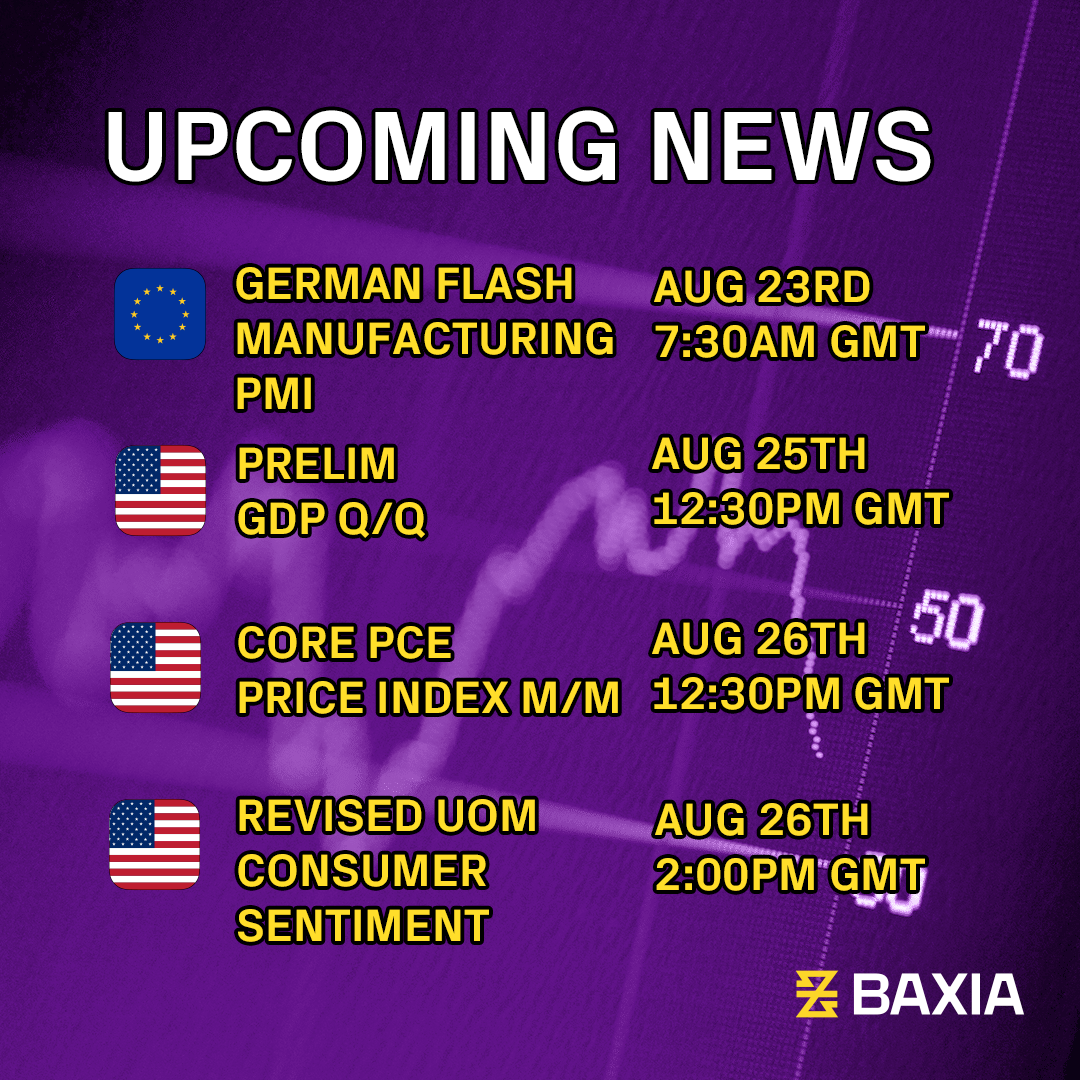 UPCOMING NEWS
GERMAN FLASH
MANUFACTURING
PMI
AUG 23RD
7:30AM GMT
70
PRELIM
GDP Q/Q
AUG 25TH
12:30PM GMT
50
CORE PCE
PRICE INDEX M/M
AUG 26TH
12:30PM GMT
REVISED UOM
CONSUMER
SENTIMENT
AUG 26TH
2:00PM GMT
BAXIA